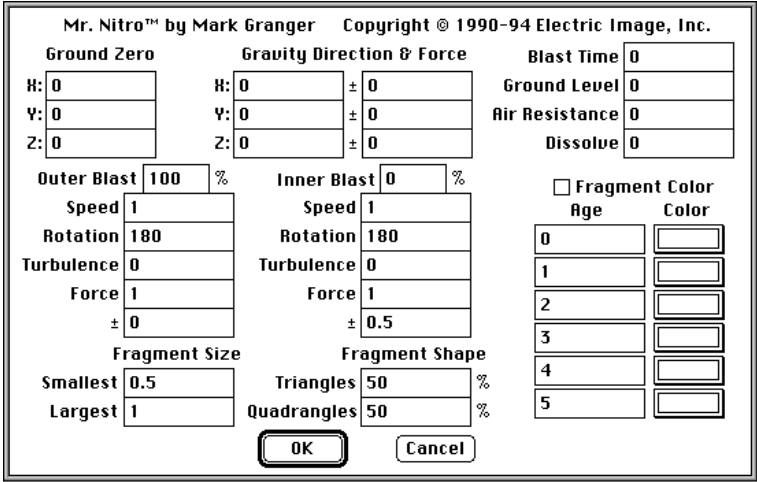 Mr. Nitro™ by Mark Granger Copyright © 1990-94 Electric Image, Inc.
Ground Zero
X: 0
Y: 0
Z: 0
Gravity Direction & Force
X: 0 ± 0
Y: 0 ± 0
Z: 0 ± 0
Blast Time 0
Ground Level 0
Air Resistance 0
Dissolve 0
Outer Blast 100 %
Speed 1
Rotation 180
Turbulence 0
Force 1
± 0
Inner Blast 0 %
Speed 1
Rotation 180
Turbulence 0
Force 1
± 0.5
Fragment Color
Age Color
0
1
2
3
4
5
Fragment Size
Smallest 0.5
Largest 1
Fragment Shape
Triangles 50 %
Quadrangles 50 %
OK
Cancel